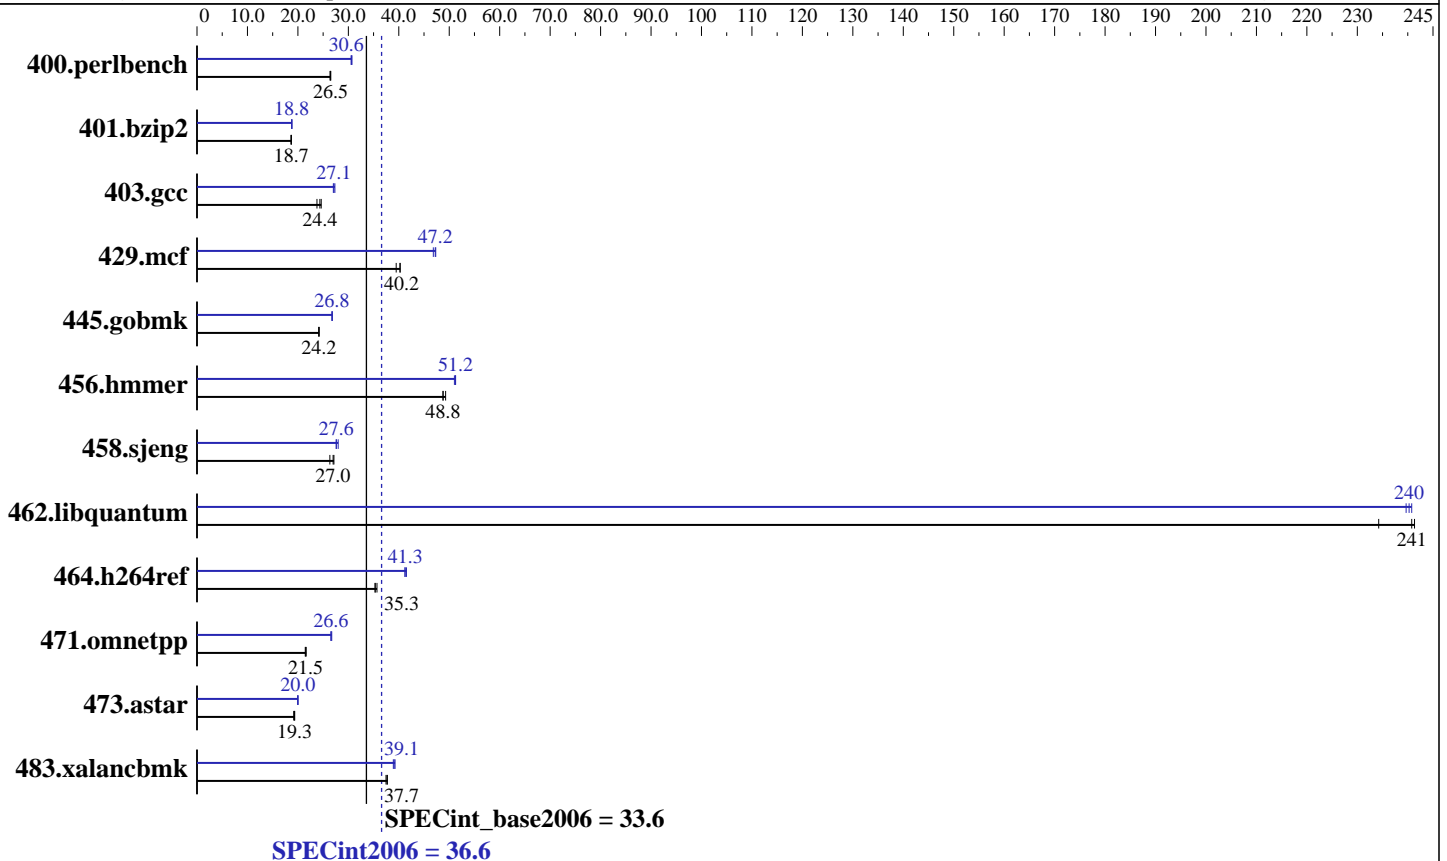 0 10.0 20.0 30.0 40.0 50.0 60.0 70.0 80.0 90.0 100 110 120 130 140 150 160 170 180 190 200 210 220 230 245
30.6
400.perlbench
26.5
18.8
401.bzip2
18.7
27.1
403.gcc
24.4
47.2
429.mcf
40.2
26.8
445.gobmk
24.2
51.2
456.hmmer
48.8
27.6
458.sjeng
27.0
240
462.libquantum
241
41.3
464.h264ref
35.3
26.6
471.omnetpp
21.5
20.0
473.astar
19.3
39.1
483.xalancbmk
37.7
SPECint_base2006 = 33.6
SPECint2006 = 36.6